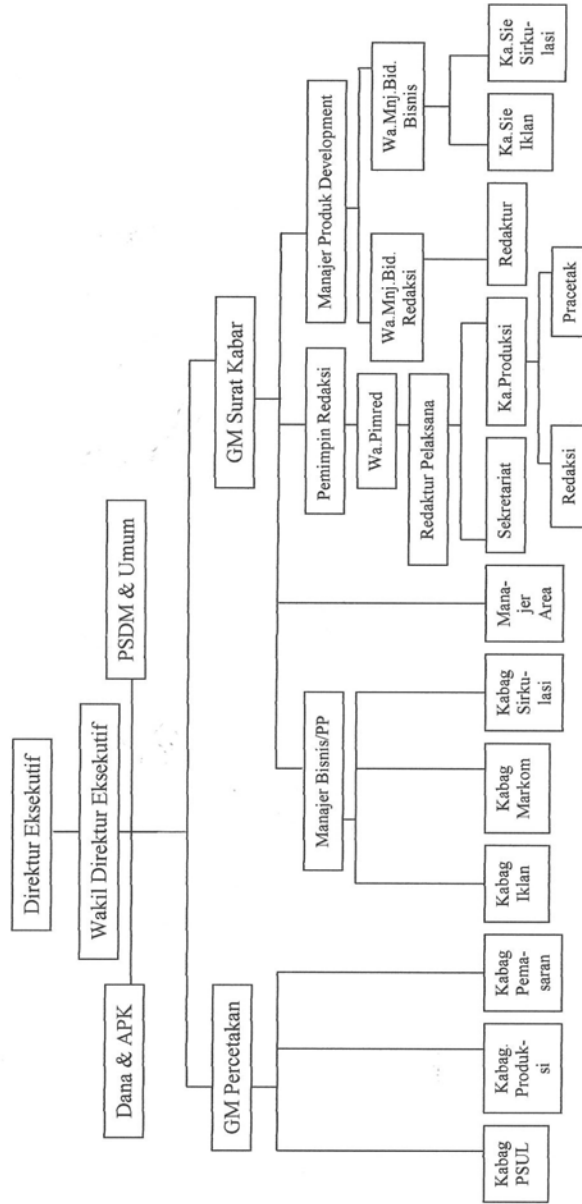 Direktur Eksekutif
Wakil Direktur Eksekutif
Dana & APK
PSDM & Umum
GM Percetakan
GM Surat Kabar
Manajer Bisnis/PP
Pemimpin Redaksi
Manajer Produk Development
Wa.Pimred
Wa.Mnj.Bid.
Redaksi
Wa.Mnj.Bid.
Bisnis
Redaktur Pelaksana
Kabag
PSUL
Kabag.
Produk-
si
Kabag
Pema-
saran
Kabag
Iklan
Kabag
Markom
Kabag
Sirku-
lasi
Mana-
jer
Area
Sekretariat
Ka.Produksi
Redaktur
Ka.Sie
Iklan
Ka.Sie
Sirku-
lasi
Redaksi
Pracetak